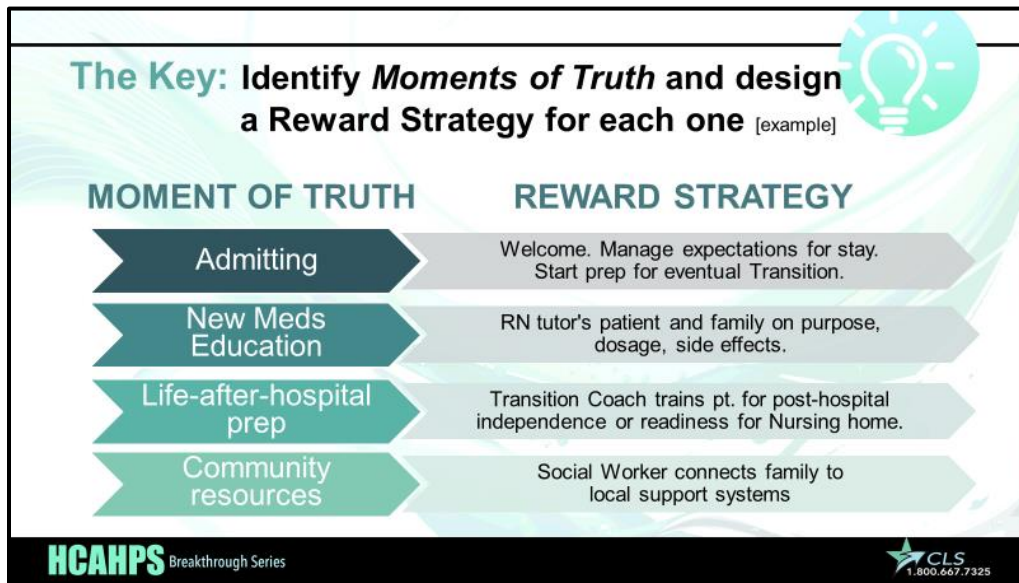 The Key: Identify Moments of Truth and design
a Reward Strategy for each one [example]
MOMENT OF TRUTH
REWARD STRATEGY
Admitting
Welcome. Manage expectations for stay.
Start prep for eventual Transition.
New Meds
Education
RN tutor's patient and family on purpose,
dosage, side effects.
Life-after-hospital
prep
Transition Coach trains pt. for post-hospital
independence or readiness for Nursing home.
Community
resources
Social Worker connects family to
local support systems
HCAHPS Breakthrough Series
CLS
1.800.667.7325